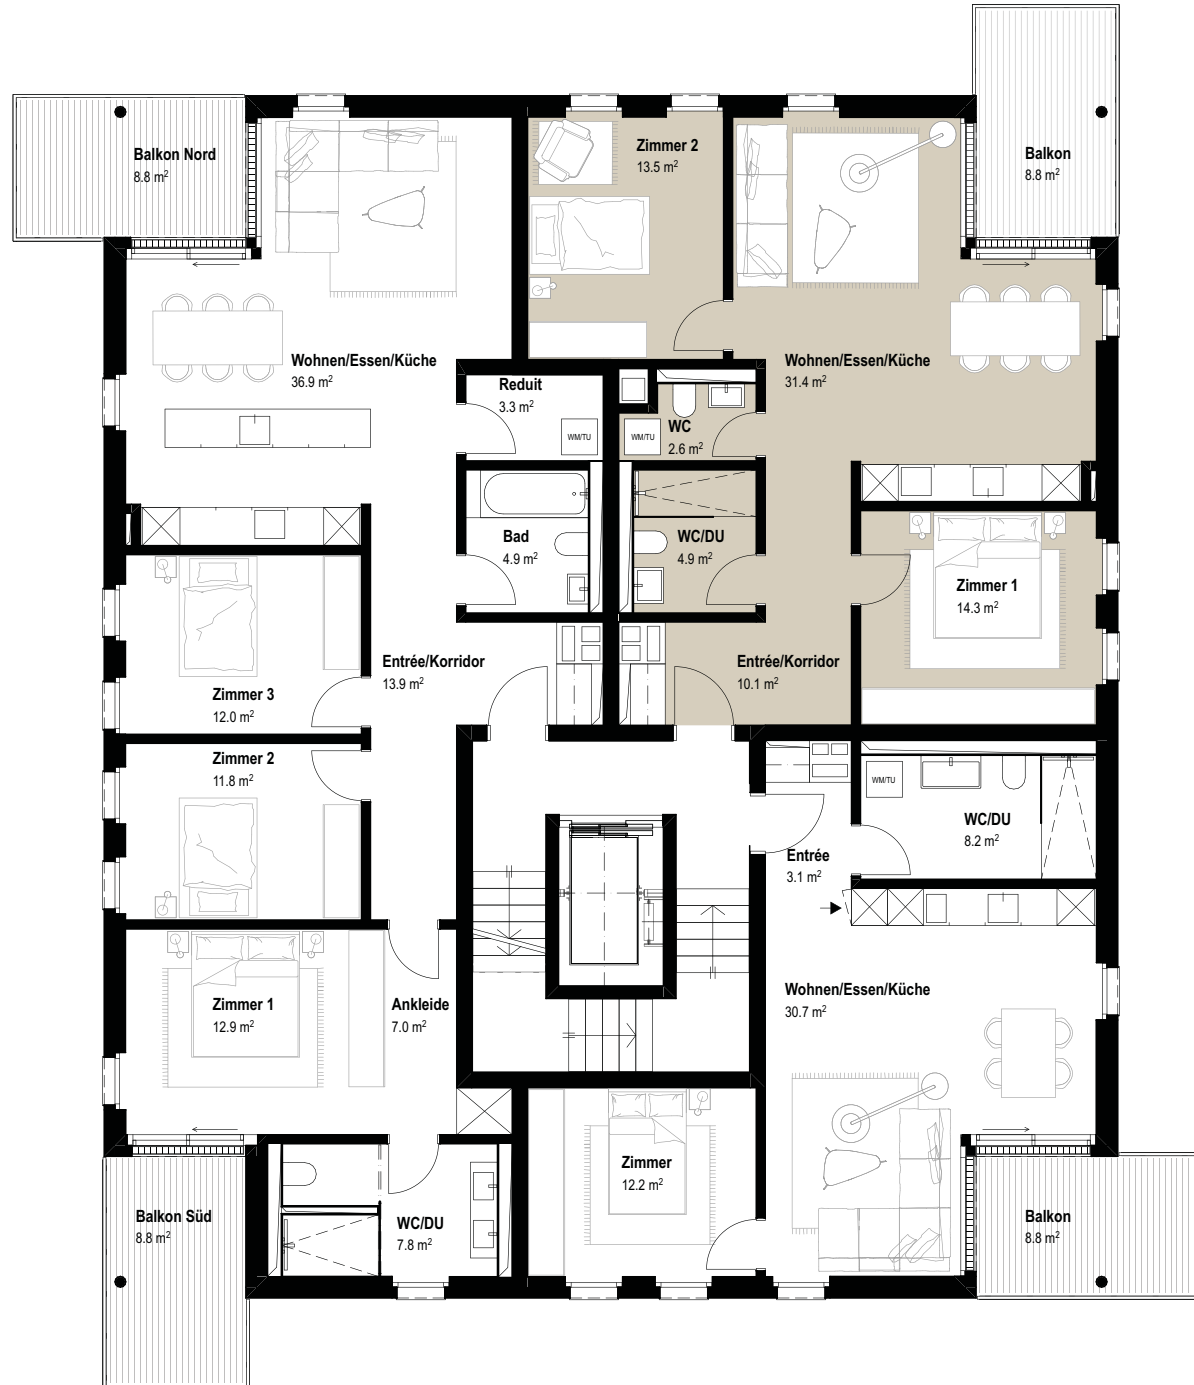 Balkon Nord
8.8 m²
Zimmer 2
13.5 m²
Balkon
8.8 m²
Wohnen/Essen/Küche
36.9 m²
Wohnen/Essen/Küche
31.4 m²
Reduit
3.3 m²
WM/TU
WM/TU
WC
2.6 m²
Bad
4.9 m²
WC/DU
4.9 m²
Zimmer 1
14.3 m²
Entrée/Korridor
13.9 m²
Entrée/Korridor
10.1 m²
Zimmer 3
12.0 m²
Zimmer 2
11.8 m²
WM/TU
WC/DU
8.2 m²
Entrée
3.1 m²
Zimmer 1
12.9 m²
Ankleide
7.0 m²
Wohnen/Essen/Küche
30.7 m²
Zimmer
12.2 m²
Balkon Süd
8.8 m²
WC/DU
7.8 m²
Balkon
8.8 m²